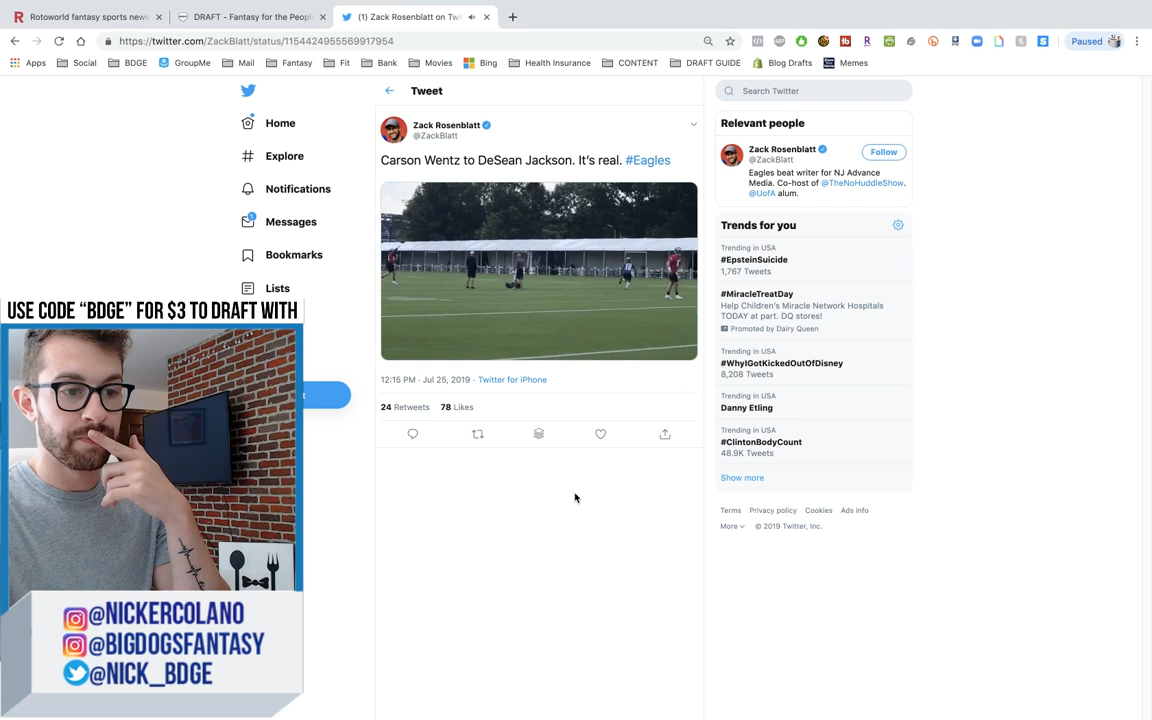 Rotoworld fantasy sports news
DRAFT - Fantasy for the People
(1) Zack Rosenblatt on Twi
https://twitter.com/ZackBlatt/status/1154424955569917954
Paused
Apps
Social
BDGE
GroupMe
Mail
Fantasy
Fit
Bank
Movies
Bing
Health Insurance
CONTENT
DRAFT GUIDE
Blog Drafts
Memes
Home
Explore
Notifications
1
Messages
Bookmarks
Lists
Tweet
Zack Rosenblatt
@ZackBlatt
Carson Wentz to DeSean Jackson. It's real. #Eagles
12:15 PM · Jul 25, 2019 · Twitter for iPhone
24 Retweets 78 Likes
Search Twitter
Relevant people
Zack Rosenblatt
@ZackBlatt
Follow
Eagles beat writer for NJ Advance
Media. Co-host of @TheNoHuddleShow.
@UofA alum.
Trends for you
Trending in USA
#EpsteinSuicide
1,767 Tweets
#MiracleTreatDay
Help Children's Miracle Network Hospitals
TODAY at part. DQ stores!
Promoted by Dairy Queen
Trending in USA
#WhyIGotKickedOutOfDisney
8,208 Tweets
Trending in USA
Danny Etling
Trending in USA
#ClintonBodyCount
48.9K Tweets
Show more
Terms Privacy policy Cookies Ads info
More © 2019 Twitter, Inc.
USE CODE “BDGE” FOR $3 TO DRAFT WITH
@NICKERCOLANO
@BIGDOGSFANTASY
@NICK_BDGE